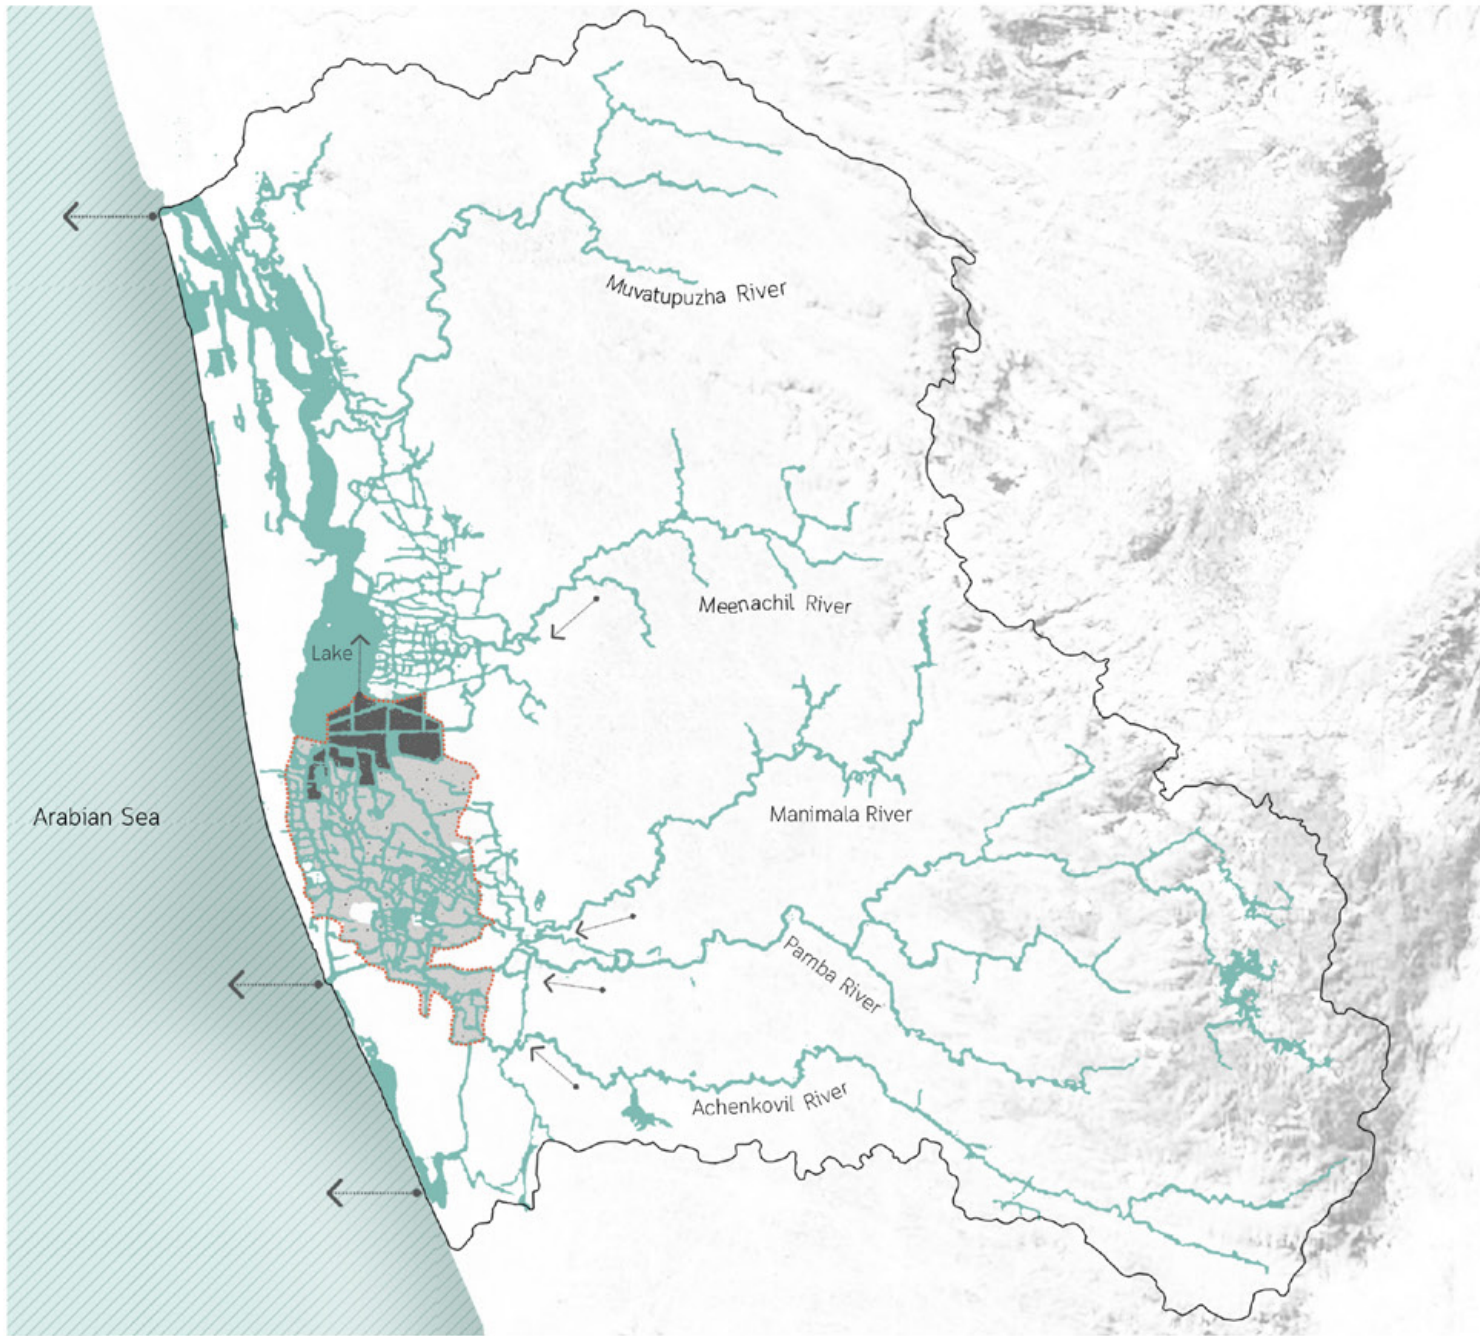 Muvatupuzha River
Meenachil River
Lake
Manimala River
Arabian Sea
Pamba River
Achenkovil River